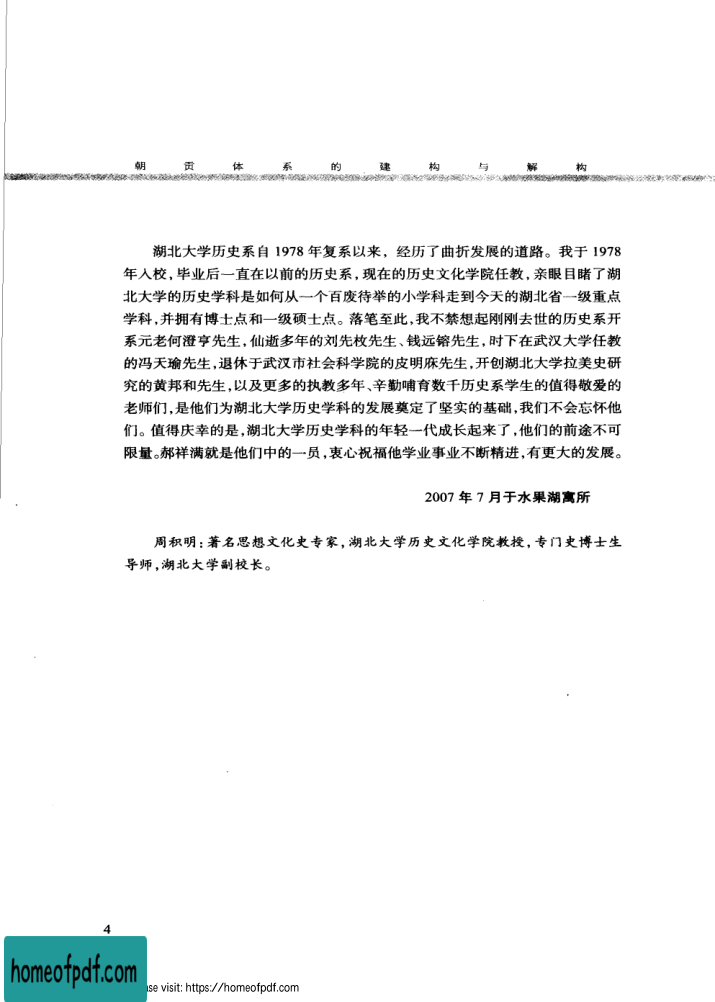 朝贡体系的建构与解构
湖北大学历史系自 1978 年复系以来，经历了曲折发展的道路。我于 1978
年入校，毕业后一直在以前的历史系，现在的历史文化学院任教，亲眼目睹了湖
北大学的历史学科是如何从一个百废待举的小学科走到今天的湖北省一级重点
学科，并拥有博士点和一级硕士点。落笔至此，我不禁想起刚刚去世的历史系开
系元老何澄亨先生，仙逝多年的刘先枚先生、钱远镕先生，时下在武汉大学任教
的冯天瑜先生，退休于武汉市社会科学院的皮明庥先生，开创湖北大学拉美史研
究的黄邦和先生，以及更多的执教多年、辛勤哺育数千历史系学生的值得敬爱的
老师们，是他们为湖北大学历史学科的发展奠定了坚实的基础，我们不会忘怀他
们。值得庆幸的是，湖北大学历史学科的年轻一代成长起来了，他们的前途不可
限量。郝祥满就是他们中的一员，衷心祝福他学业事业不断精进，有更大的发展。
2007 年 7 月于水果湖寓所
周积明：著名思想文化史专家，湖北大学历史文化学院教授，专门史博士生
导师，湖北大学副校长。
4
homeofpdf.com
se visit: https://homeofpdf.com